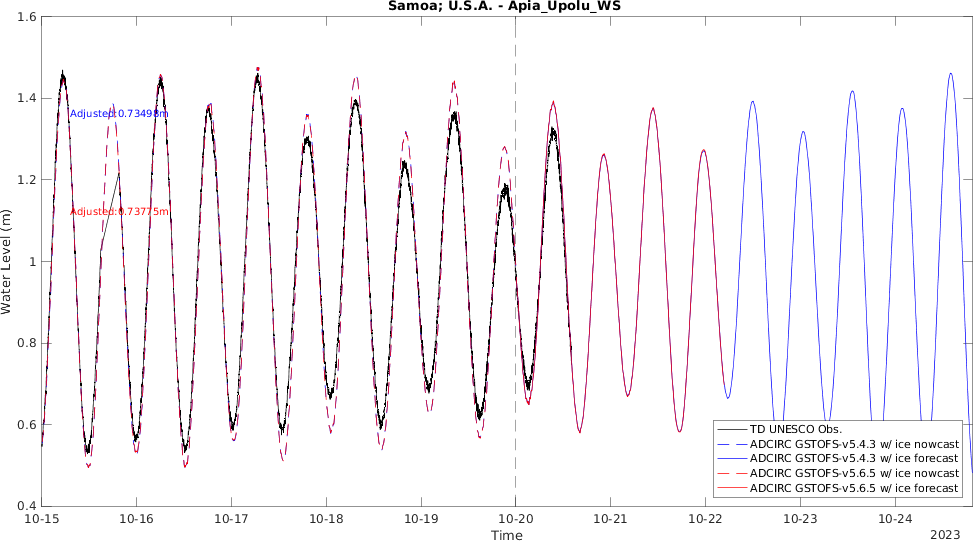 Samoa; U.S.A. - Apia_Upolu_WS
1.6
1.4
1.2
1
0.8
0.6
0.4
Water Level (m)
Adjusted:0.73498m
Adjusted:0.73775m
TD UNESCO Obs.
ADCIRC GSTOFS-v5.4.3 w/ ice nowcast
ADCIRC GSTOFS-v5.4.3 w/ ice forecast
ADCIRC GSTOFS-v5.6.5 w/ ice nowcast
ADCIRC GSTOFS-v5.6.5 w/ ice forecast
10-15 10-16 10-17 10-18 10-19 10-20 10-21 10-22 10-23 10-24
Time
2023